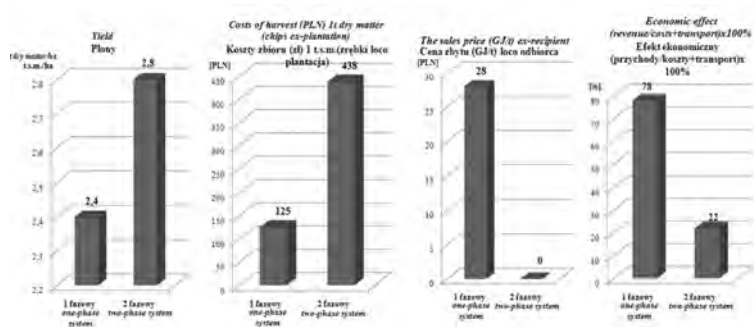 Yield
Plony
t.s.m./ha
2,8
2,8
2,7
2,6
2,5
2,4
2,4
2,3
2,2
1 fazowy
one-phase
system
2 fazowy
two-phase system
Costs of harvest (PLN) 1t dry matter
(chips ex-plantation)
Koszty zbioru (zł) 1 t.s.m.(zrębki loco
plantacja)
[PLN]
438
450
400
350
300
250
200
150
125
100
50
0
1 fazowy
one-phase
system
2 fazowy
two-phase system
The sales price (GJ/t) ex-recipient
Cena zbytu (GJ/t) loco odbiorca
[PLN]
30
28
25
20
15
10
5
0
0
1 fazowy
one-phase
system
2 fazowy
two-phase system
Economic effect
(revenue/costs+transport)x100%
Efekt ekonomiczny
(przychody/koszty+transport)x
100%
[%]
78
80
70
60
50
40
30
22
20
10
0
1 fazowy
one-phase
system
2 fazowy
two-phase system